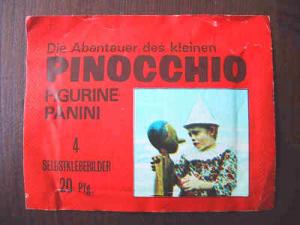 Die Abenteuer des kleinen
PINOCCHIO
FIGURINE
PANINI
4
SELBSTKLEBEBILDER
20 Pfg.